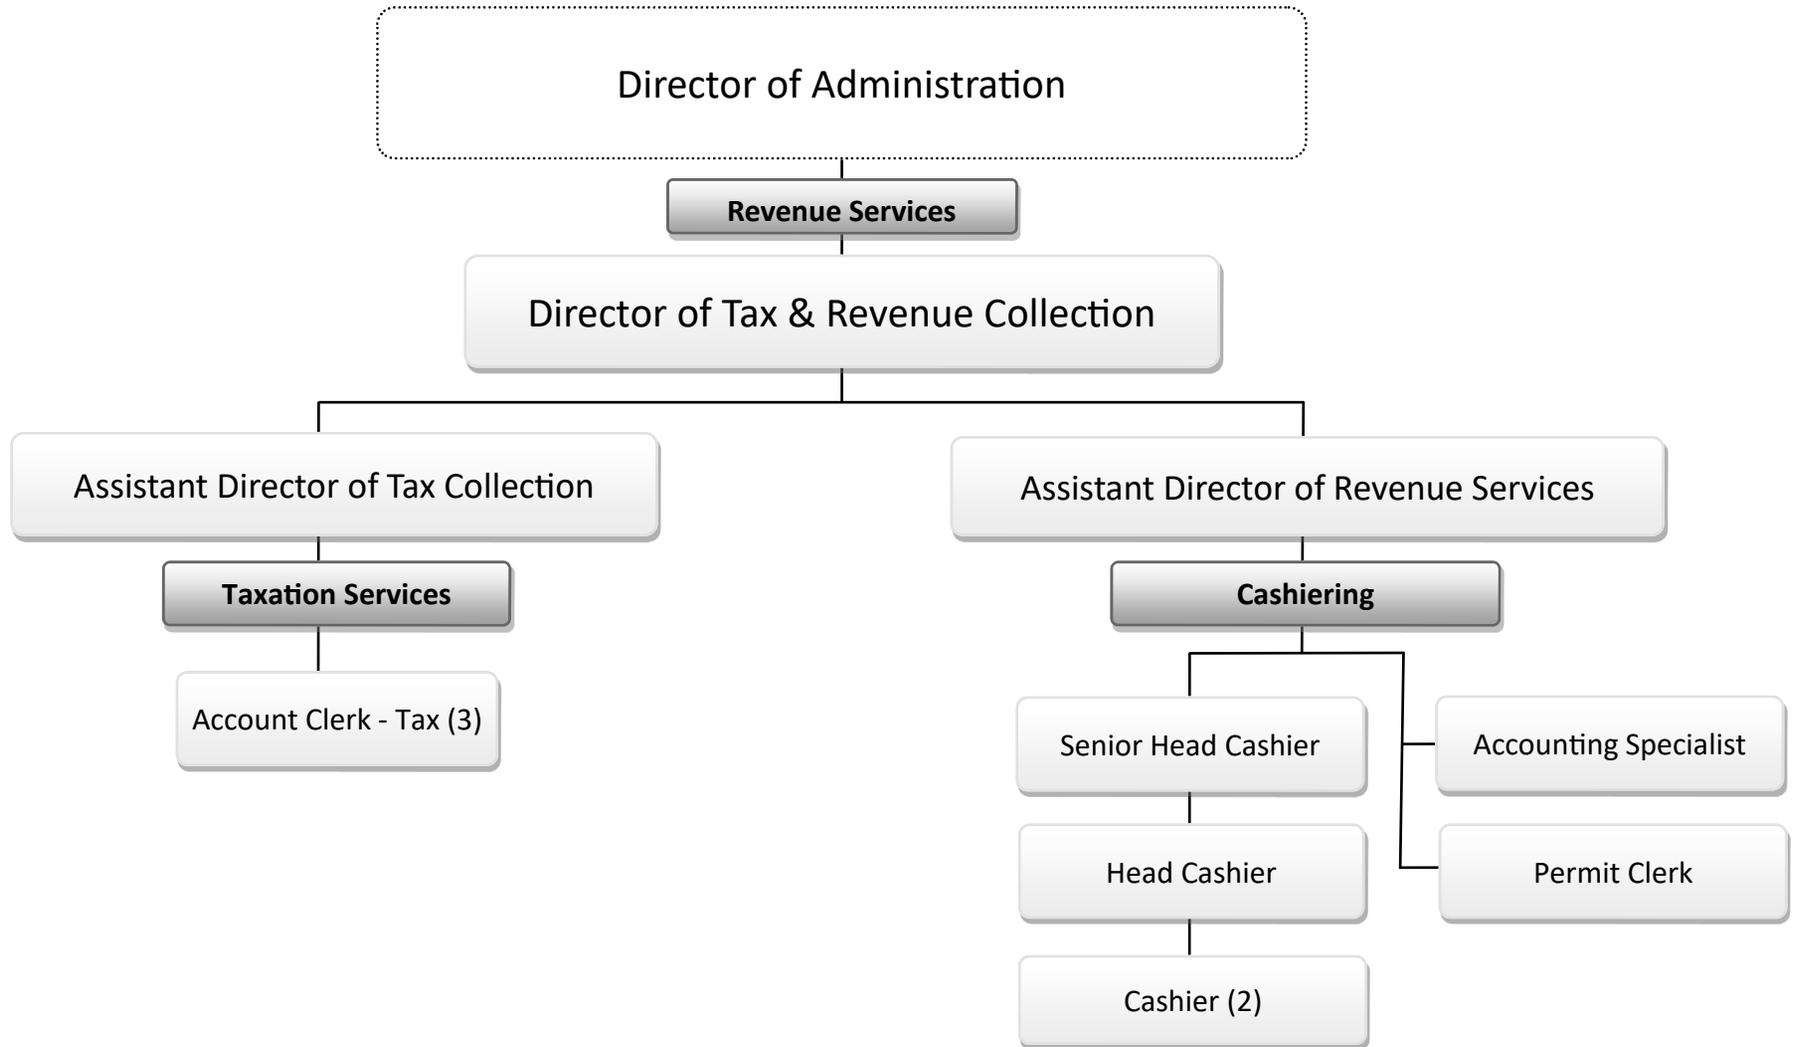 Director of Administration
Revenue Services
Director of Tax & Revenue Collection
Assistant Director of Tax Collection
Assistant Director of Revenue Services
Taxation Services
Cashiering
Account Clerk - Tax (3)
Senior Head Cashier
Accounting Specialist
Head Cashier
Permit Clerk
Cashier (2)